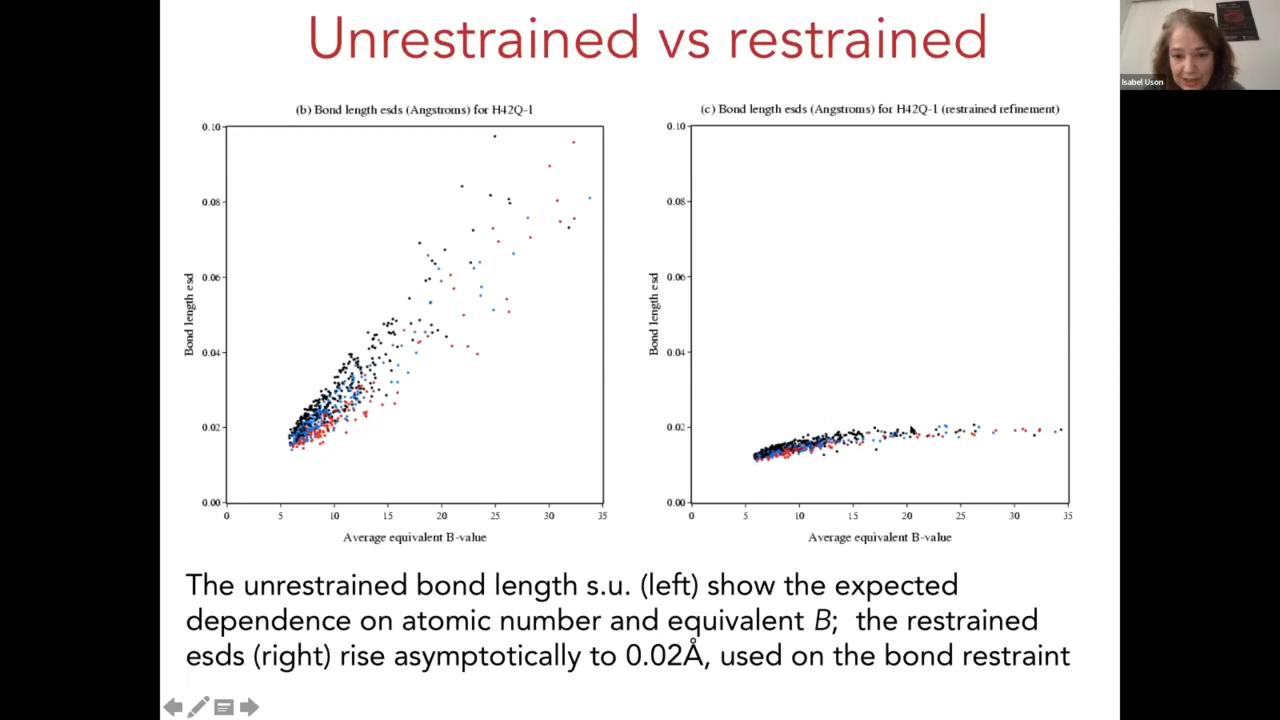 Unrestrained vs restrained
Isabel Uson
(b) Bond length esds (Angstroms) for H42Q-1
0.10
0.08
0.06
0.04
0.02
0.00
Bond length esd
0 5 10 15 20 25 30 35
Average equivalent B-value
(c) Bond length esds (Angstroms) for H42Q-1 (restrained refinement)
0.10
0.08
0.06
0.04
0.02
0.00
Bond length esd
0 5 10 15 20 25 30 35
Average equivalent B-value
The unrestrained bond length s.u. (left) show the expected
dependence on atomic number and equivalent B; the restrained
esds (right) rise asymptotically to 0.02Å, used on the bond restraint